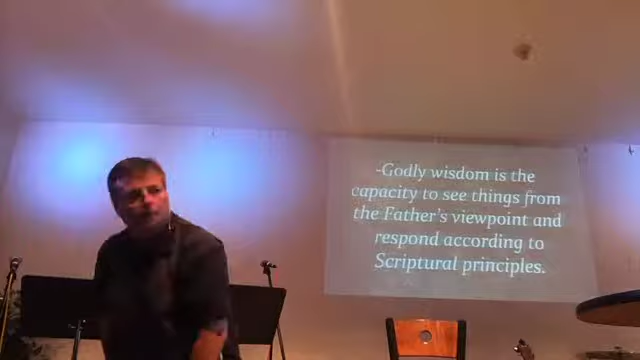 -Godly wisdom is the
capacity to see things from
the Father's viewpoint and
respond according to
Scriptural principles.